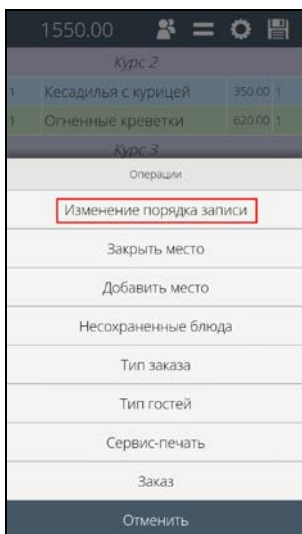 1550.00
Курс 2
1 Кесадилья с курицей 350.00 1
1 Огненные креветки 620.00 1
Курс 3
Операции
Изменение порядка записи
Закрыть место
Добавить место
Несохраненные блюда
Тип заказа
Тип гостей
Сервис-печать
Заказ
Отменить